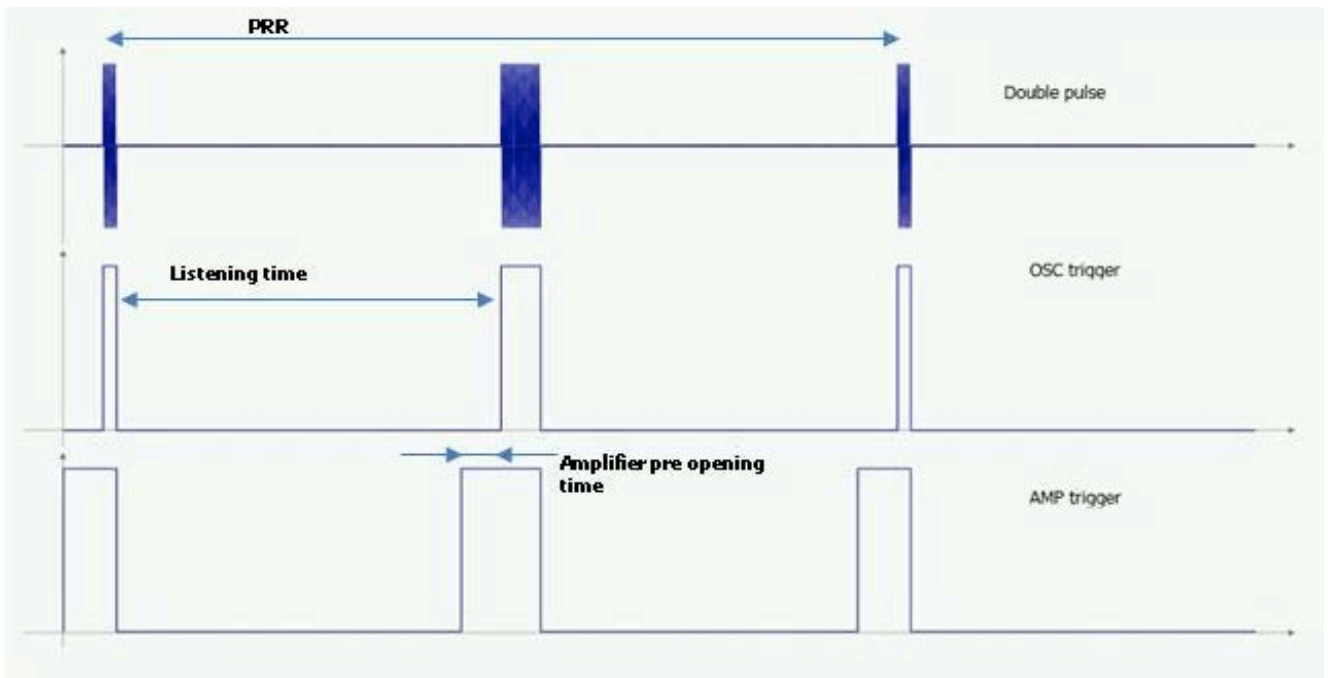 PRR
Double pulse
Listening time
OSC trigger
Amplifier pre opening
time
AMP trigger